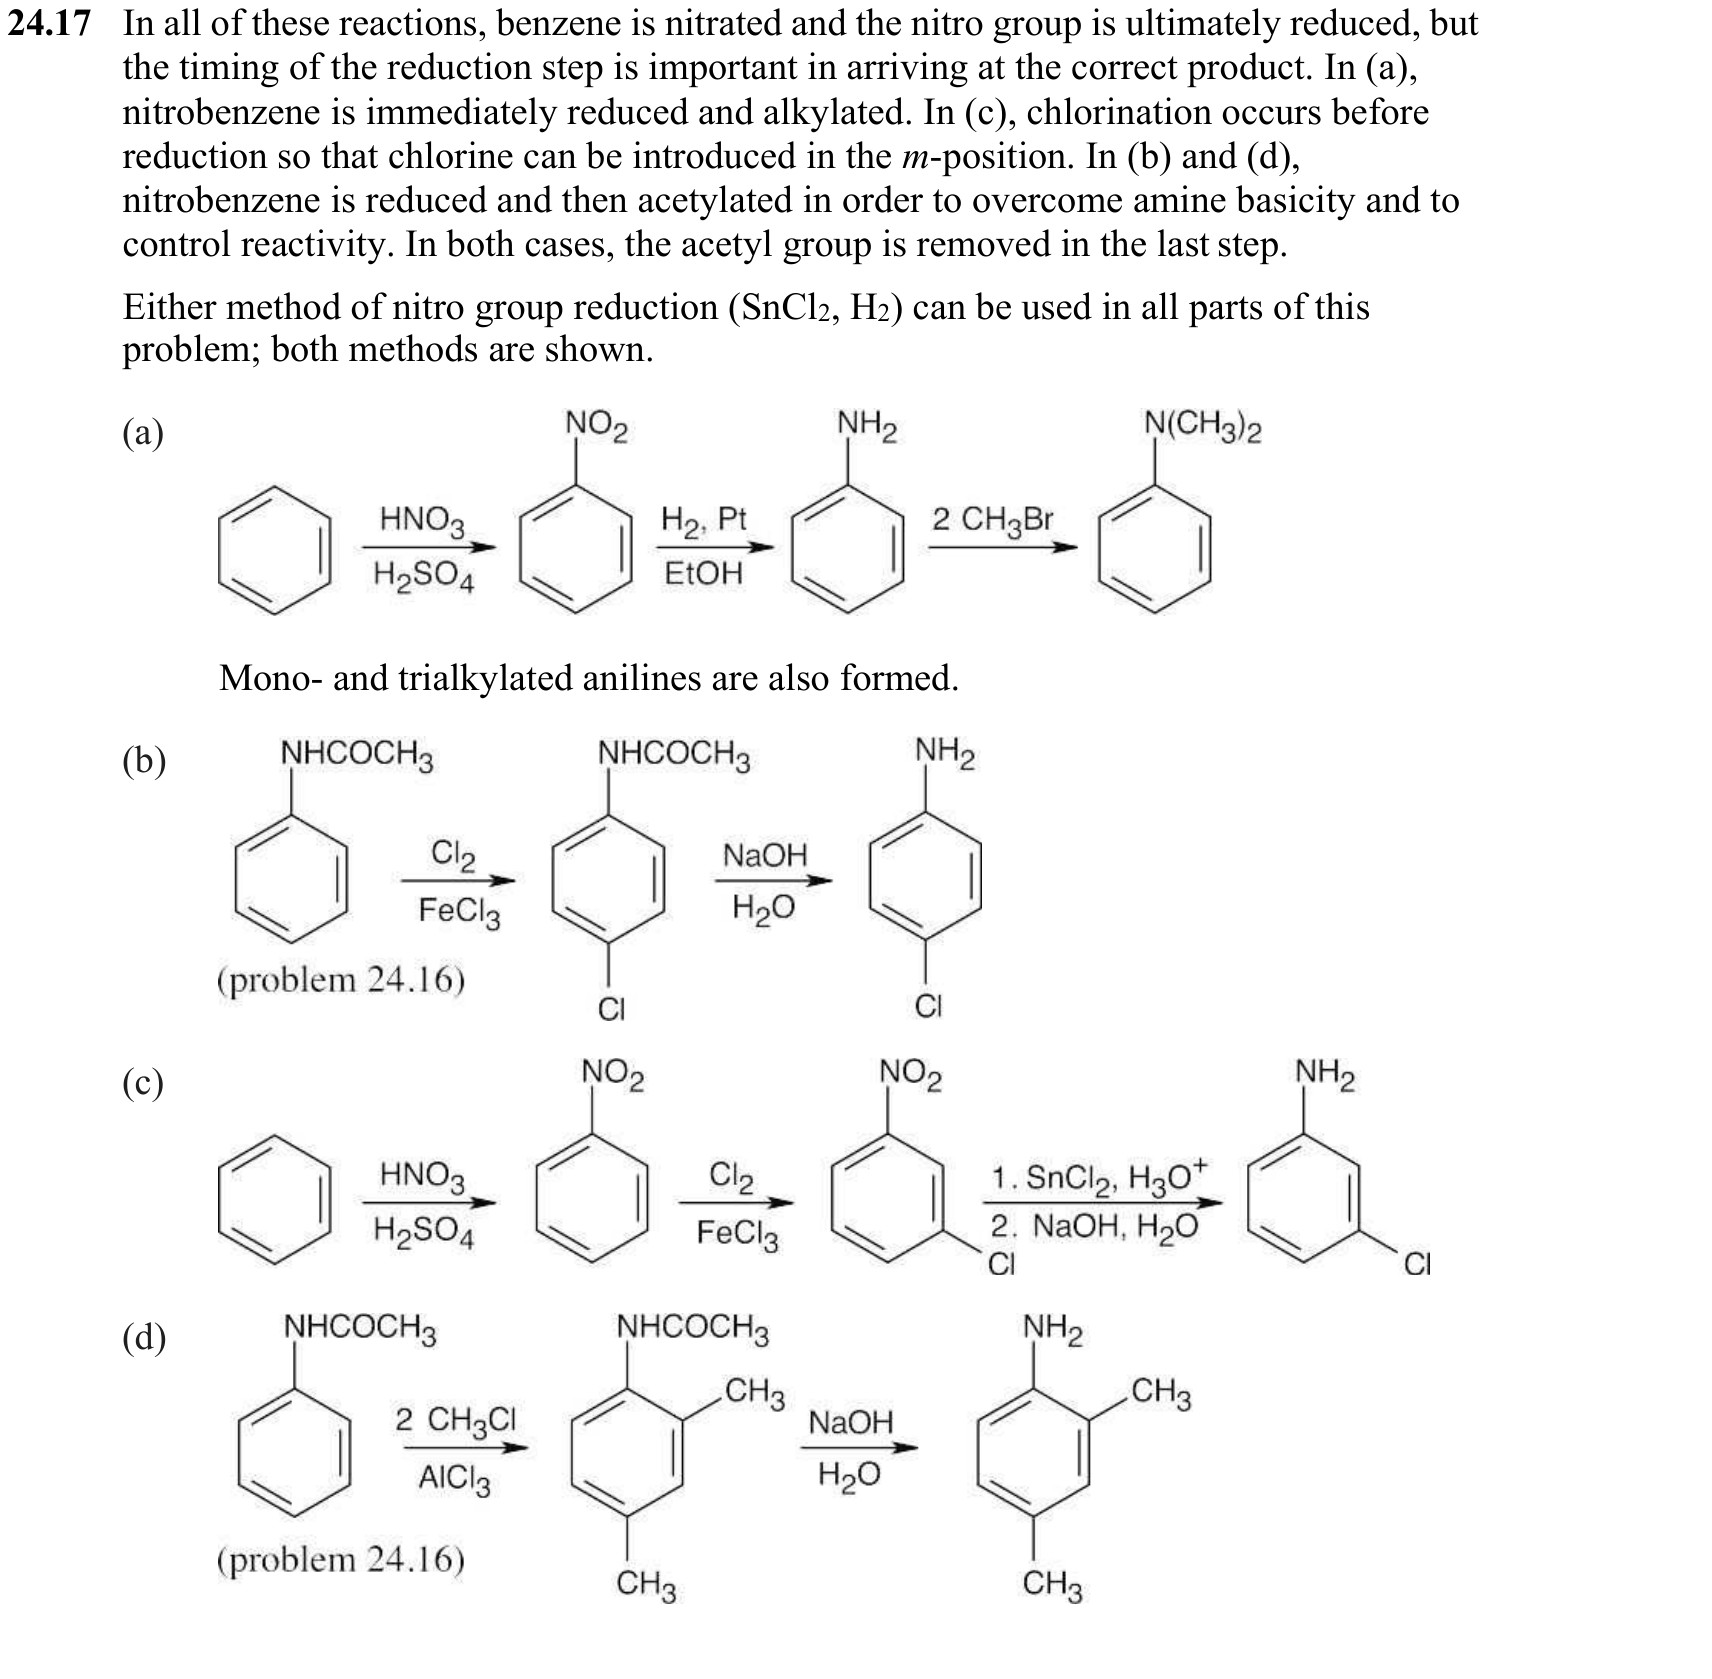 24.17 In all of these reactions, benzene is nitrated and the nitro group is ultimately reduced, but
the timing of the reduction step is important in arriving at the correct product. In (a),
nitrobenzene is immediately reduced and alkylated. In (c), chlorination occurs before
reduction so that chlorine can be introduced in the m-position. In (b) and (d),
nitrobenzene is reduced and then acetylated in order to overcome amine basicity and to
control reactivity. In both cases, the acetyl group is removed in the last step.
Either method of nitro group reduction (SnCl2, H2) can be used in all parts of this
problem; both methods are shown.
(a) NO2 NH2 N(CH3)2
HNO3 H2, Pt 2 CH3Br
H2SO4 EtOH
Mono- and trialkylated anilines are also formed.
(b) NHCOCH3 NHCOCH3 NH2
Cl2 NaOH
FeCl3 H2O
(problem 24.16)
Cl Cl
(c) NO2 NO2 NH2
HNO3 Cl2 1. SnCl2, H3O+
H2SO4 FeCl3 2. NaOH, H2O
Cl Cl
(d) NHCOCH3 NHCOCH3 NH2
CH3 CH3
2 CH3Cl NaOH
AlCl3 H2O
(problem 24.16)
CH3 CH3